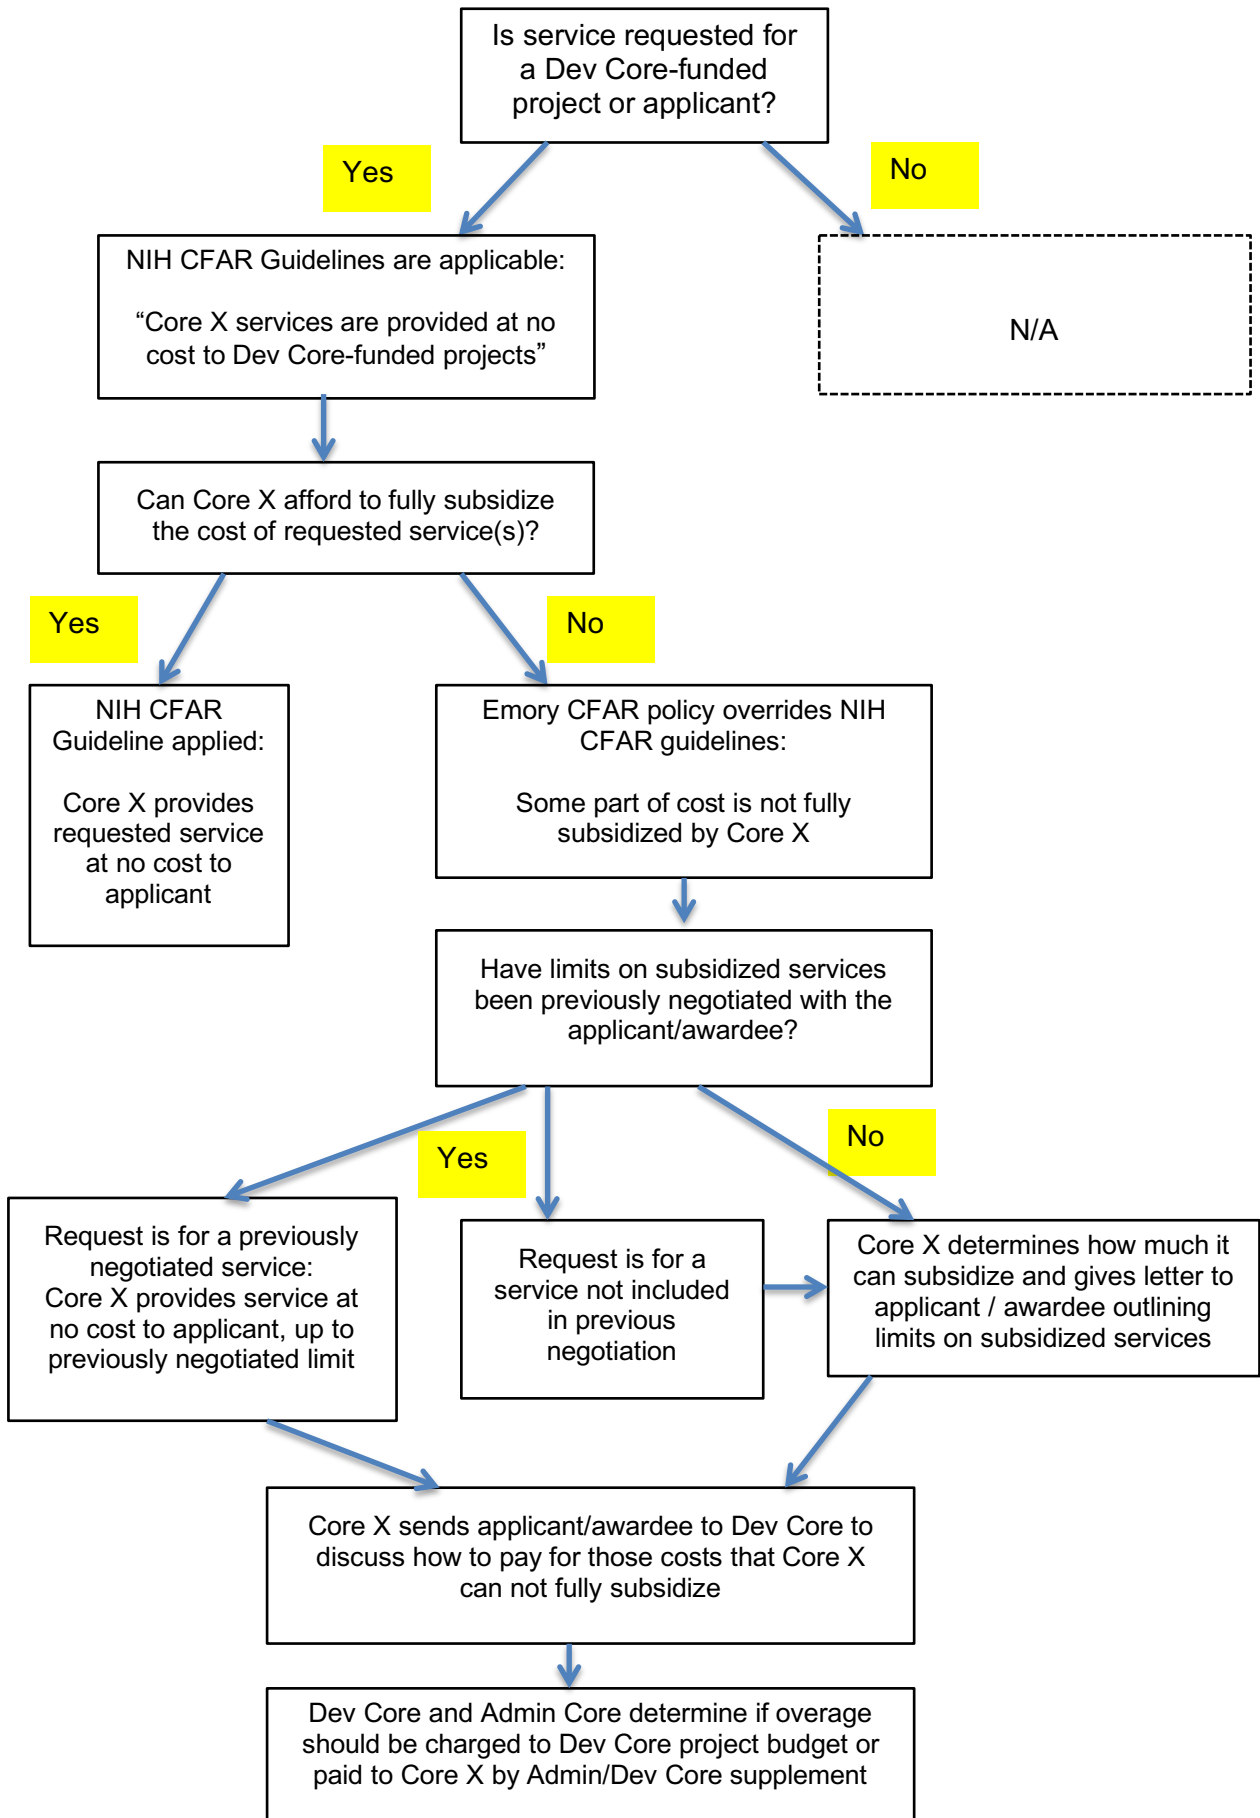 Is service requested for
a Dev Core-funded
project or applicant?
Yes
No
NIH CFAR Guidelines are applicable:
“Core X services are provided at no
cost to Dev Core-funded projects”
N/A
Can Core X afford to fully subsidize
the cost of requested service(s)?
Yes
No
NIH CFAR
Guideline applied:
Core X provides
requested service
at no cost to
applicant
Emory CFAR policy overrides NIH
CFAR guidelines:
Some part of cost is not fully
subsidized by Core X
Have limits on subsidized services
been previously negotiated with the
applicant/awardee?
Yes
No
Request is for a previously
negotiated service:
Core X provides service at
no cost to applicant, up to
previously negotiated limit
Request is for a
service not included
in previous
negotiation
Core X determines how much it
can subsidize and gives letter to
applicant / awardee outlining
limits on subsidized services
Core X sends applicant/awardee to Dev Core to
discuss how to pay for those costs that Core X
can not fully subsidize
Dev Core and Admin Core determine if overage
should be charged to Dev Core project budget or
paid to Core X by Admin/Dev Core supplement